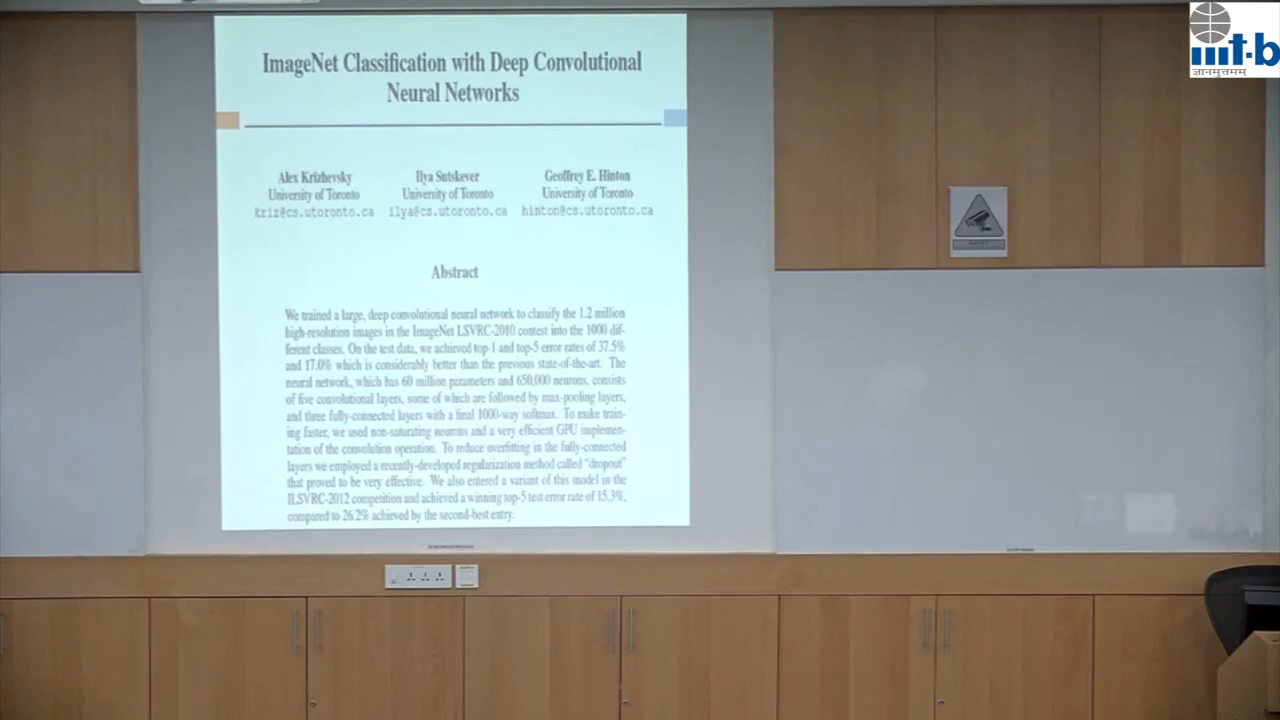 ImageNet Classification with Deep Convolutional
Neural Networks
Alex Krizhevsky
University of Toronto
kriz@cs.utoronto.ca
Ilya Sutskever
University of Toronto
ilya@cs.utoronto.ca
Geoffrey E. Hinton
University of Toronto
hinton@cs.utoronto.ca
Abstract
We trained a large, deep convolutional neural network to classify the 1.2 million
high-resolution images in the ImageNet LSVRC-2010 contest into the 1000 dif-
ferent classes. On the test data, we achieved top-1 and top-5 error rates of 37.5%
and 17.0% which is considerably better than the previous state-of-the-art. The
neural network, which has 60 million parameters and 650,000 neurons, consists
of five convolutional layers, some of which are followed by max-pooling layers,
and three fully-connected layers with a final 1000-way softmax. To make train-
ing faster, we used non-saturating neurons and a very efficient GPU implemen-
tation of the convolution operation. To reduce overfitting in the fully-connected
layers we employed a recently-developed regularization method called “dropout”
that proved to be very effective. We also entered a variant of this model in the
ILSVRC-2012 competition and achieved a winning top-5 test error rate of 15.3%,
compared to 26.2% achieved by the second-best entry.
iiit-b
ज्ञानमुत्तमम्